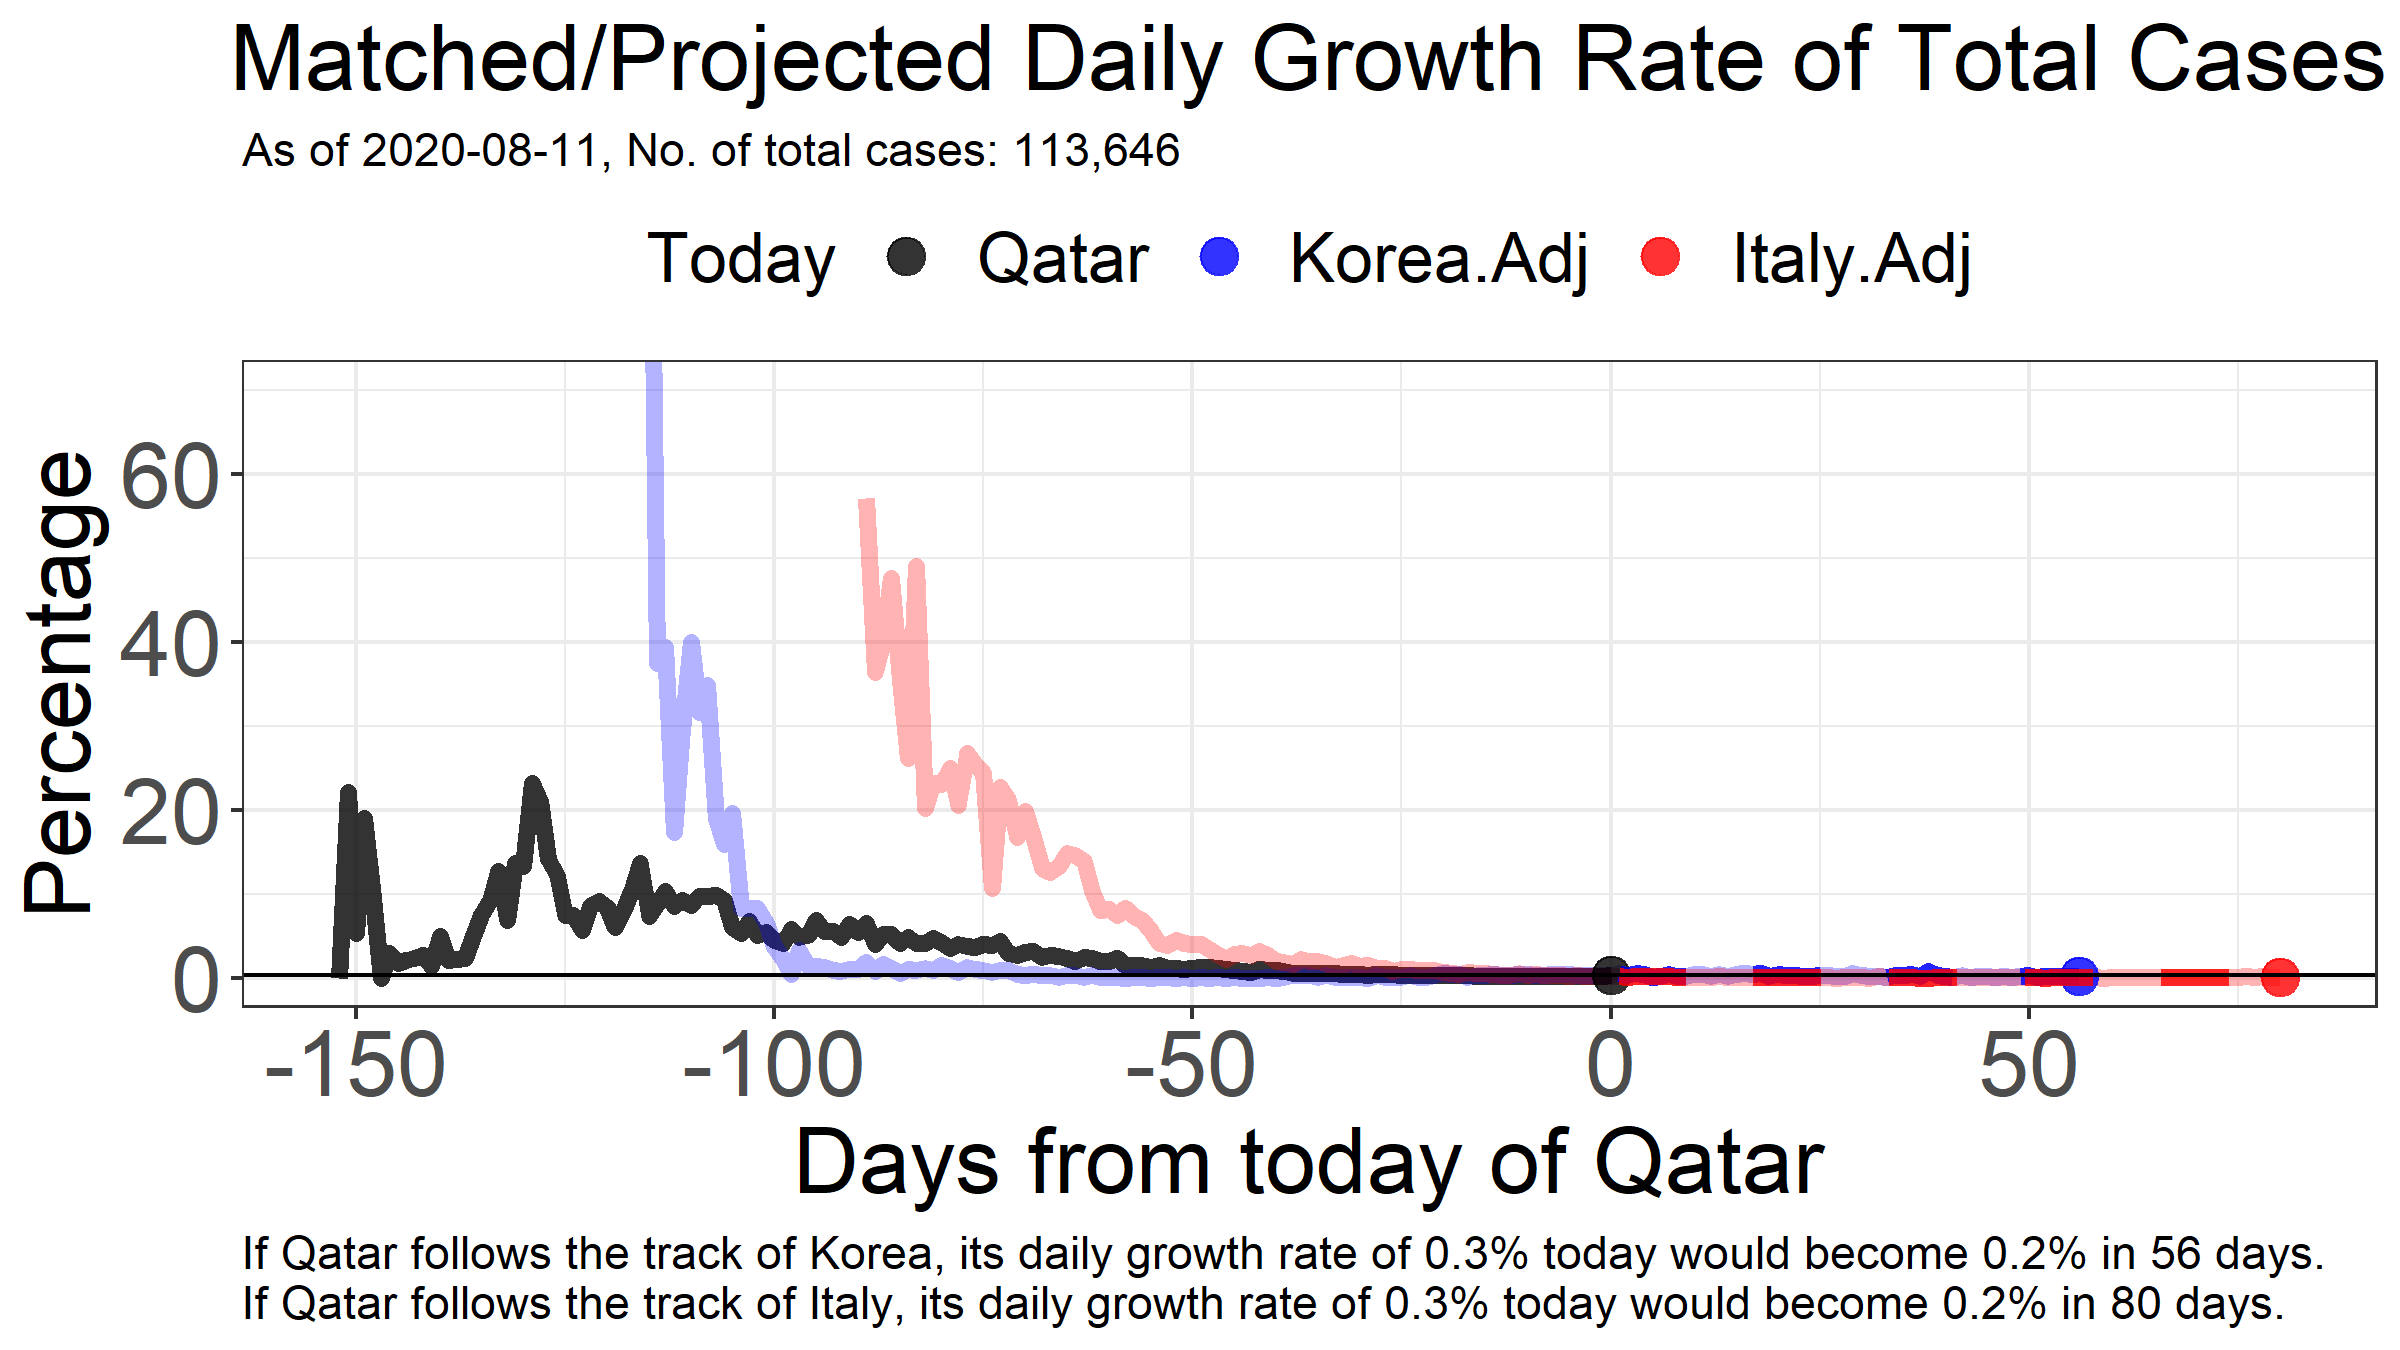 Matched/Projected Daily Growth Rate of Total Cases
As of 2020-08-11, No. of total cases: 113,646
Today Qatar Korea.Adj Italy.Adj
Percentage
60
40
20
0
-150 -100 -50 0 50
Days from today of Qatar
If Qatar follows the track of Korea, its daily growth rate of 0.3% today would become 0.2% in 56 days.
If Qatar follows the track of Italy, its daily growth rate of 0.3% today would become 0.2% in 80 days.